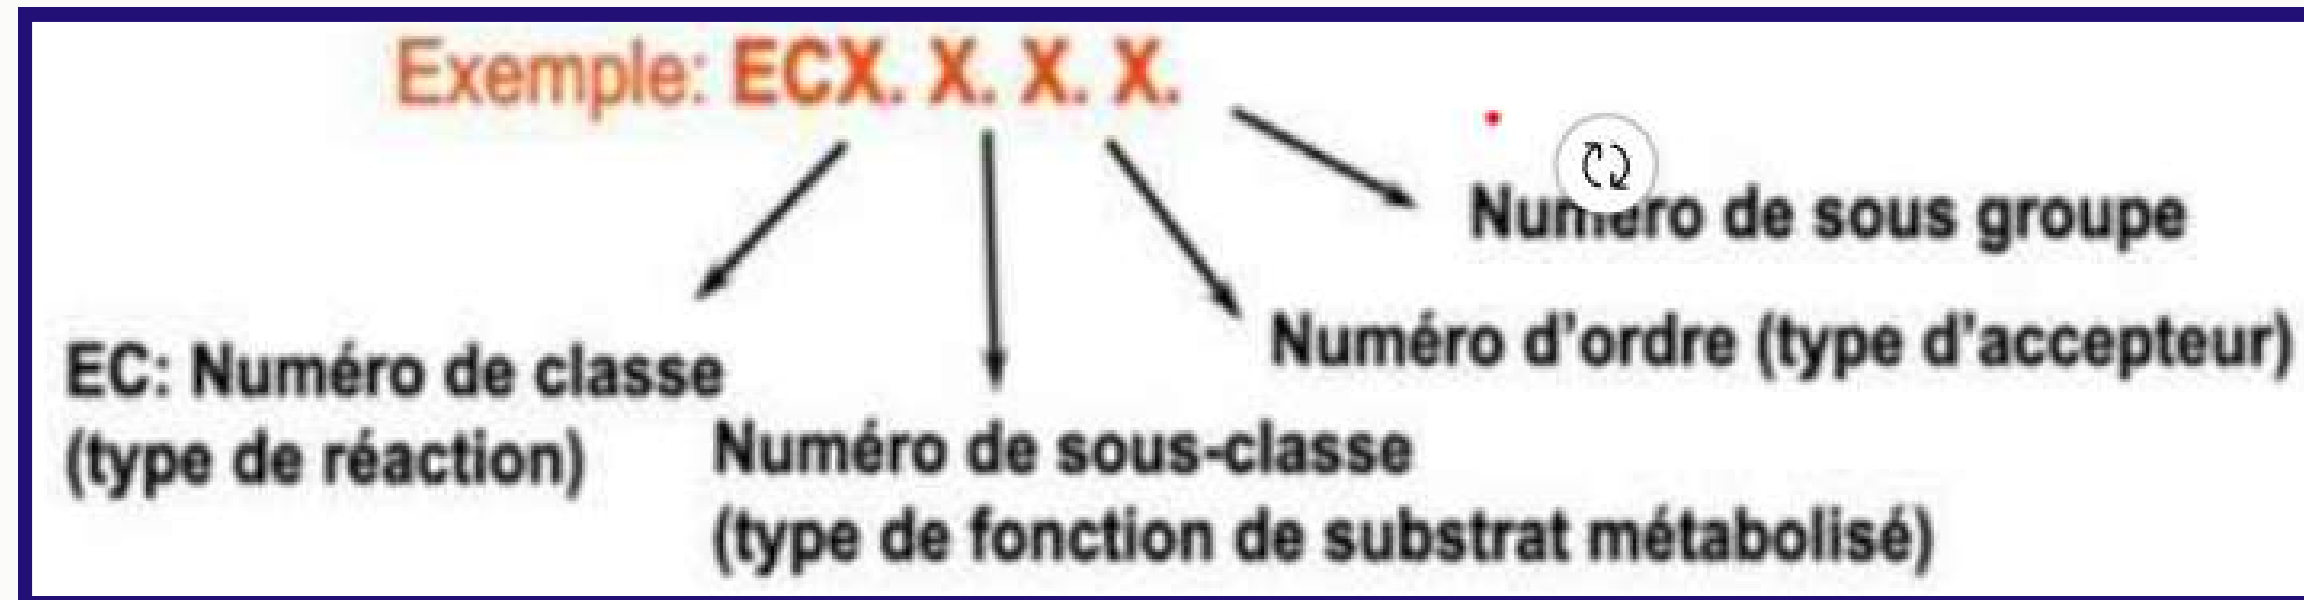 Exemple: ECX. X. X. X.
Numéro de sous groupe
Numéro d'ordre (type d'accepteur)
EC: Numéro de classe
(type de réaction)
Numéro de sous-classe
(type de fonction de substrat métabolisé)